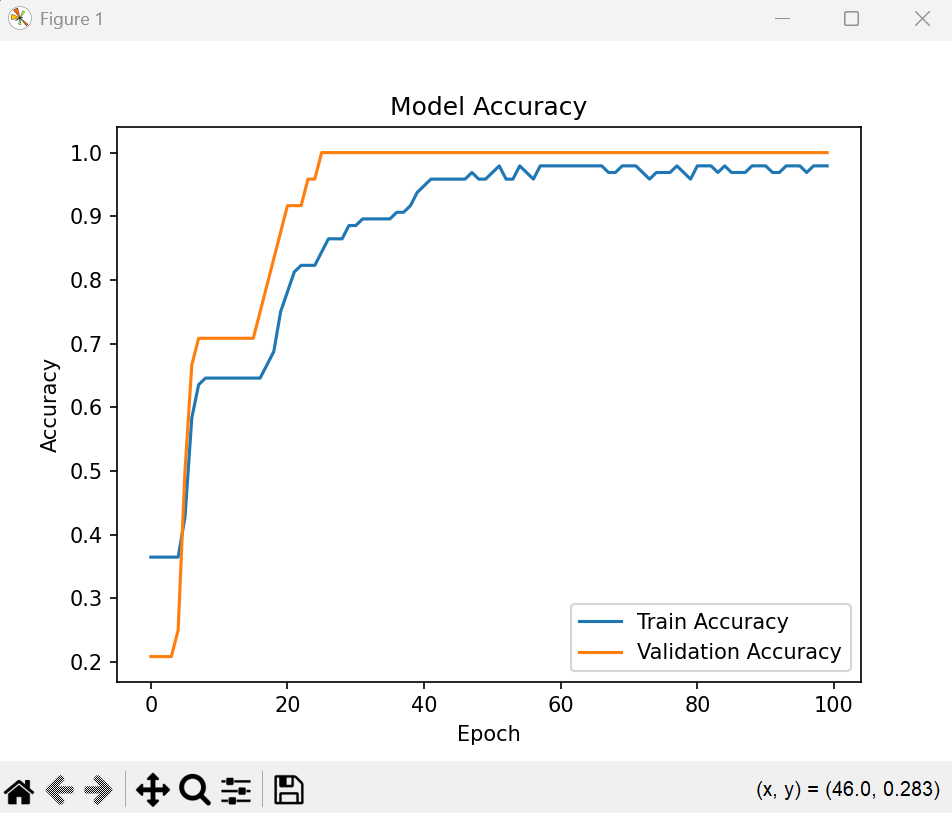 Figure 1
Model Accuracy
1.0
0.9
0.8
0.7
0.6
0.5
0.4
0.3
0.2
Accuracy
Train Accuracy
Validation Accuracy
0 20 40 60 80 100
Epoch
(x, y) = (46.0, 0.283)